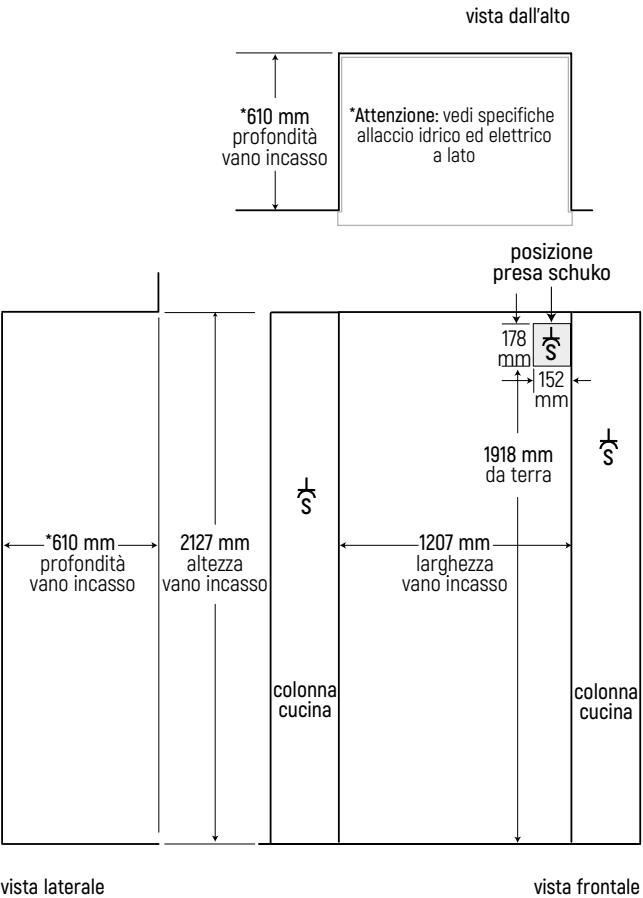 vista dall'alto
*610 mm
profondità
vano incasso
*Attenzione: vedi specifiche
allaccio idrico ed elettrico
a lato
posizione
presa schuko
178
mm
S
152
mm
S
1918 mm
da terra
S
*610 mm
profondità
vano incasso
2127 mm
altezza
vano incasso
1207 mm
larghezza
vano incasso
colonna
cucina
colonna
cucina
vista laterale
vista frontale